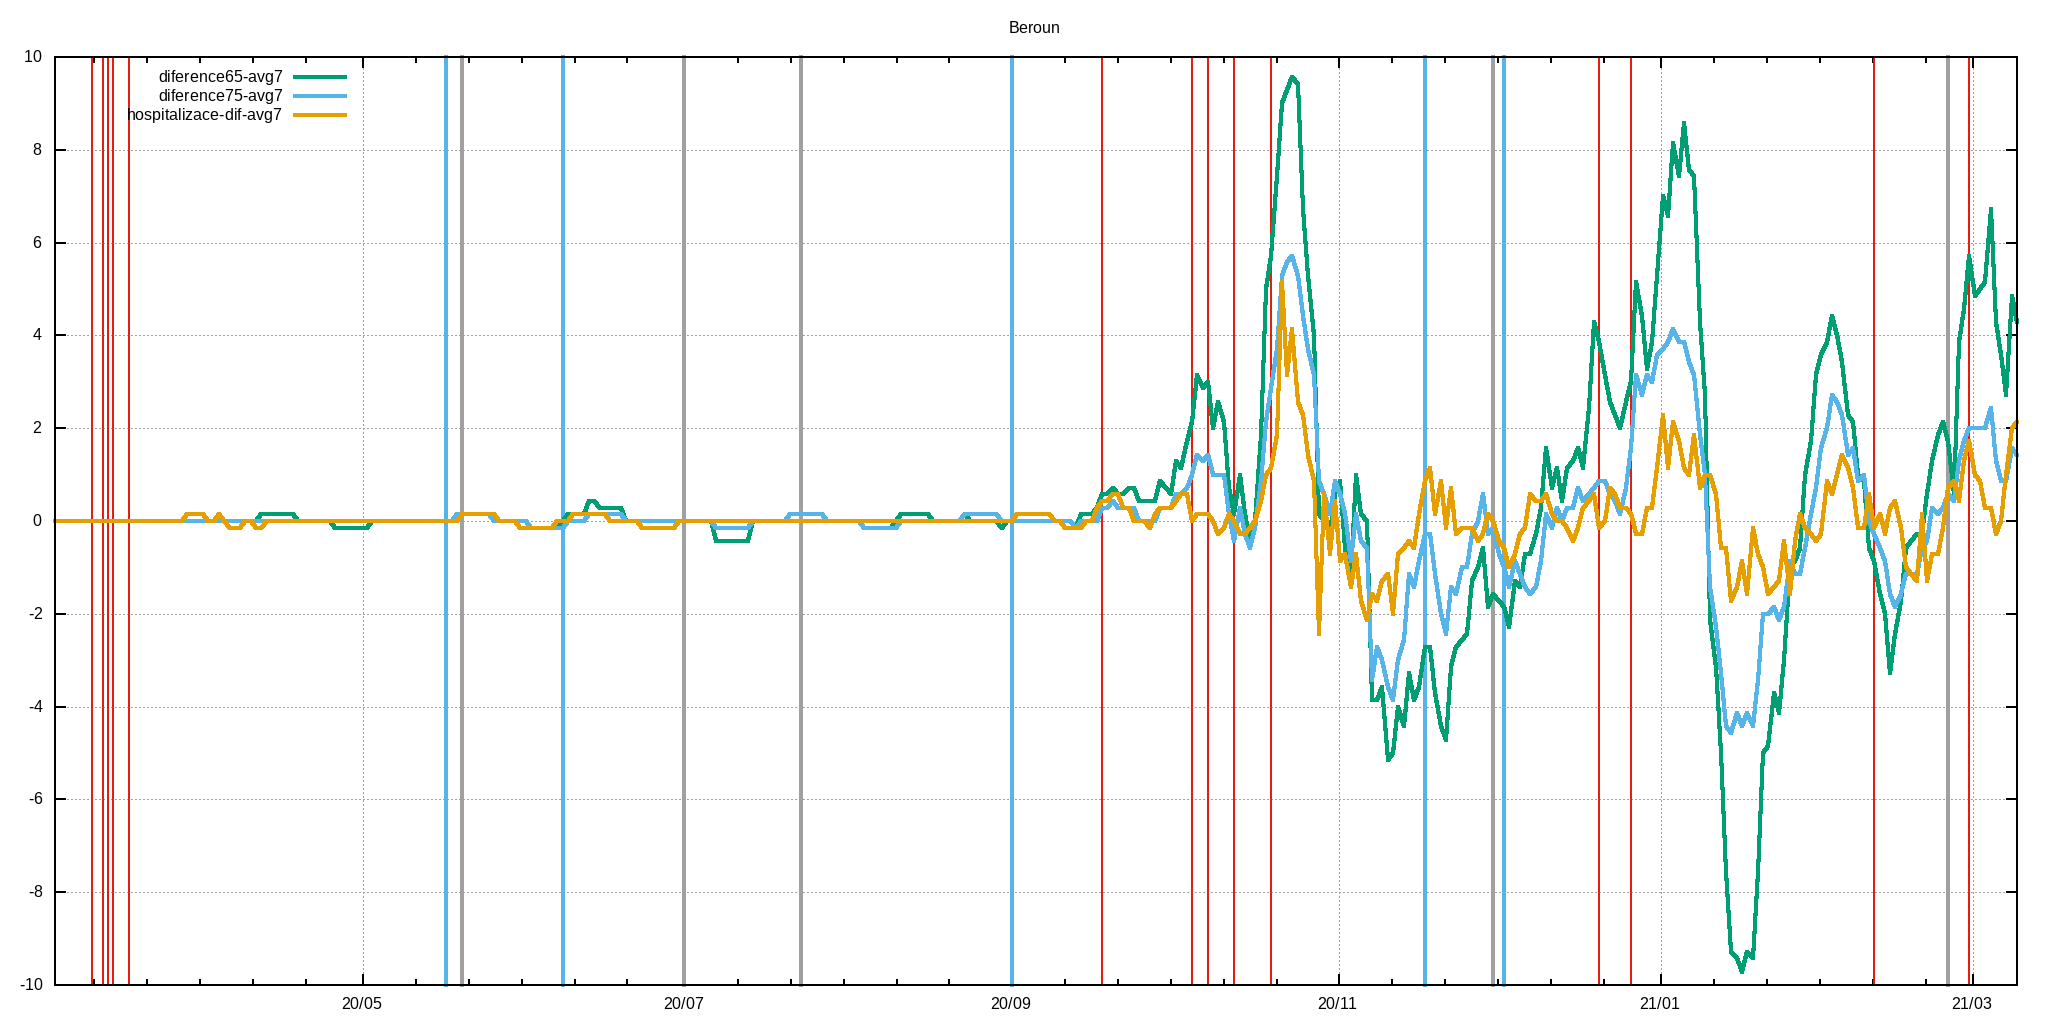 Beroun
diference65-avg7
diference75-avg7
hospitalizace-dif-avg7
10
8
6
4
2
0
-2
-4
-6
-8
-10
20/05 20/07 20/09 20/11 21/01 21/03